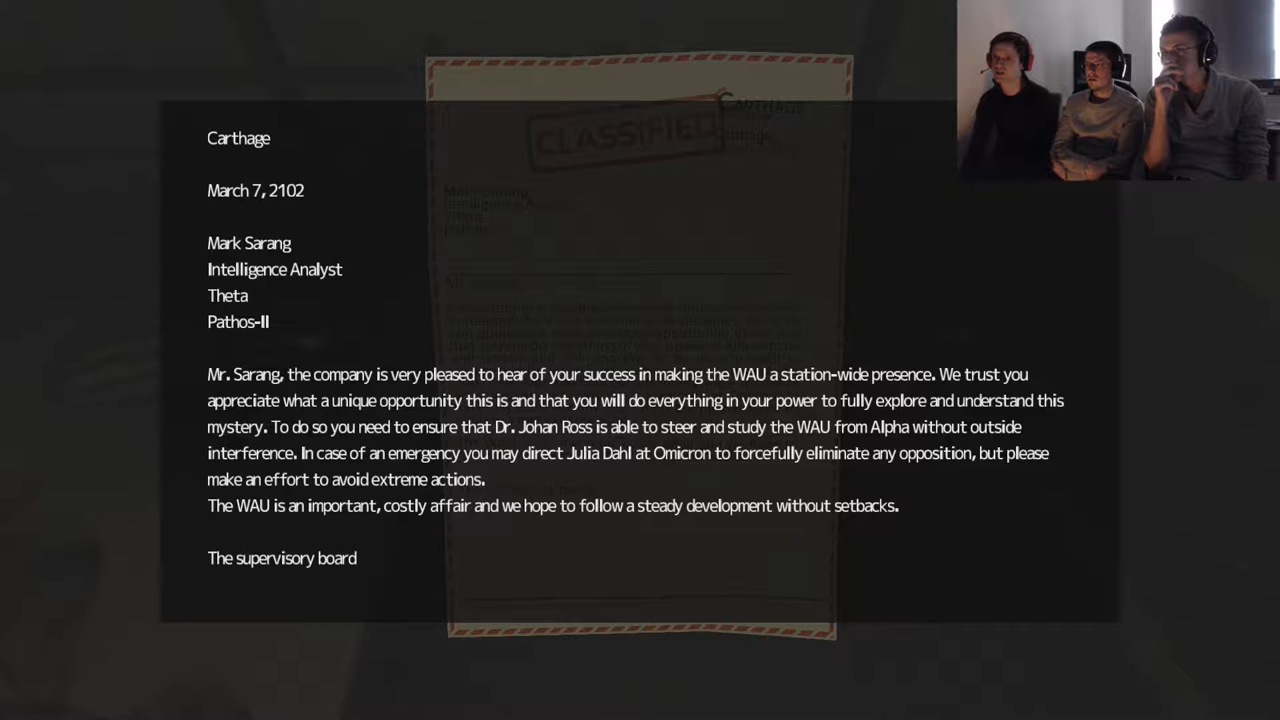 CARTHAGE
CLASSIFIED
Carthage
March 7, 2102
Mark Sarang
Intelligence Analyst
Theta
Pathos-II
Mr. Sarang, the company is very pleased to hear of your success in making the WAU a station-wide presence. We trust you
appreciate what a unique opportunity this is and that you will do everything in your power to fully explore and understand this
mystery. To do so you need to ensure that Dr. Johan Ross is able to steer and study the WAU from Alpha without outside
interference. In case of an emergency you may direct Julia Dahl at Omicron to forcefully eliminate any opposition, but please
make an effort to avoid extreme actions.
The WAU is an important, costly affair and we hope to follow a steady development without setbacks.
The supervisory board